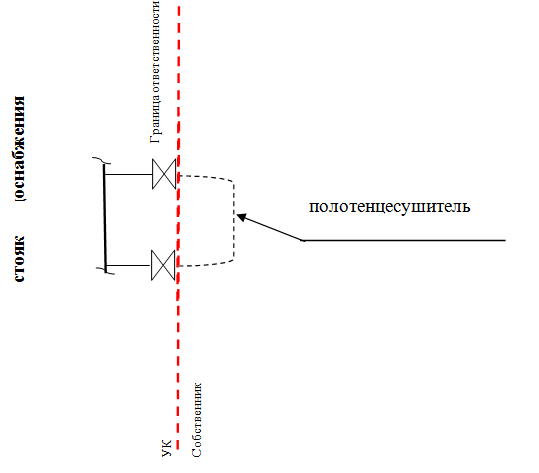 стояк
оснабжения
Граница ответственности
полотенцесушитель
УК
Собственник